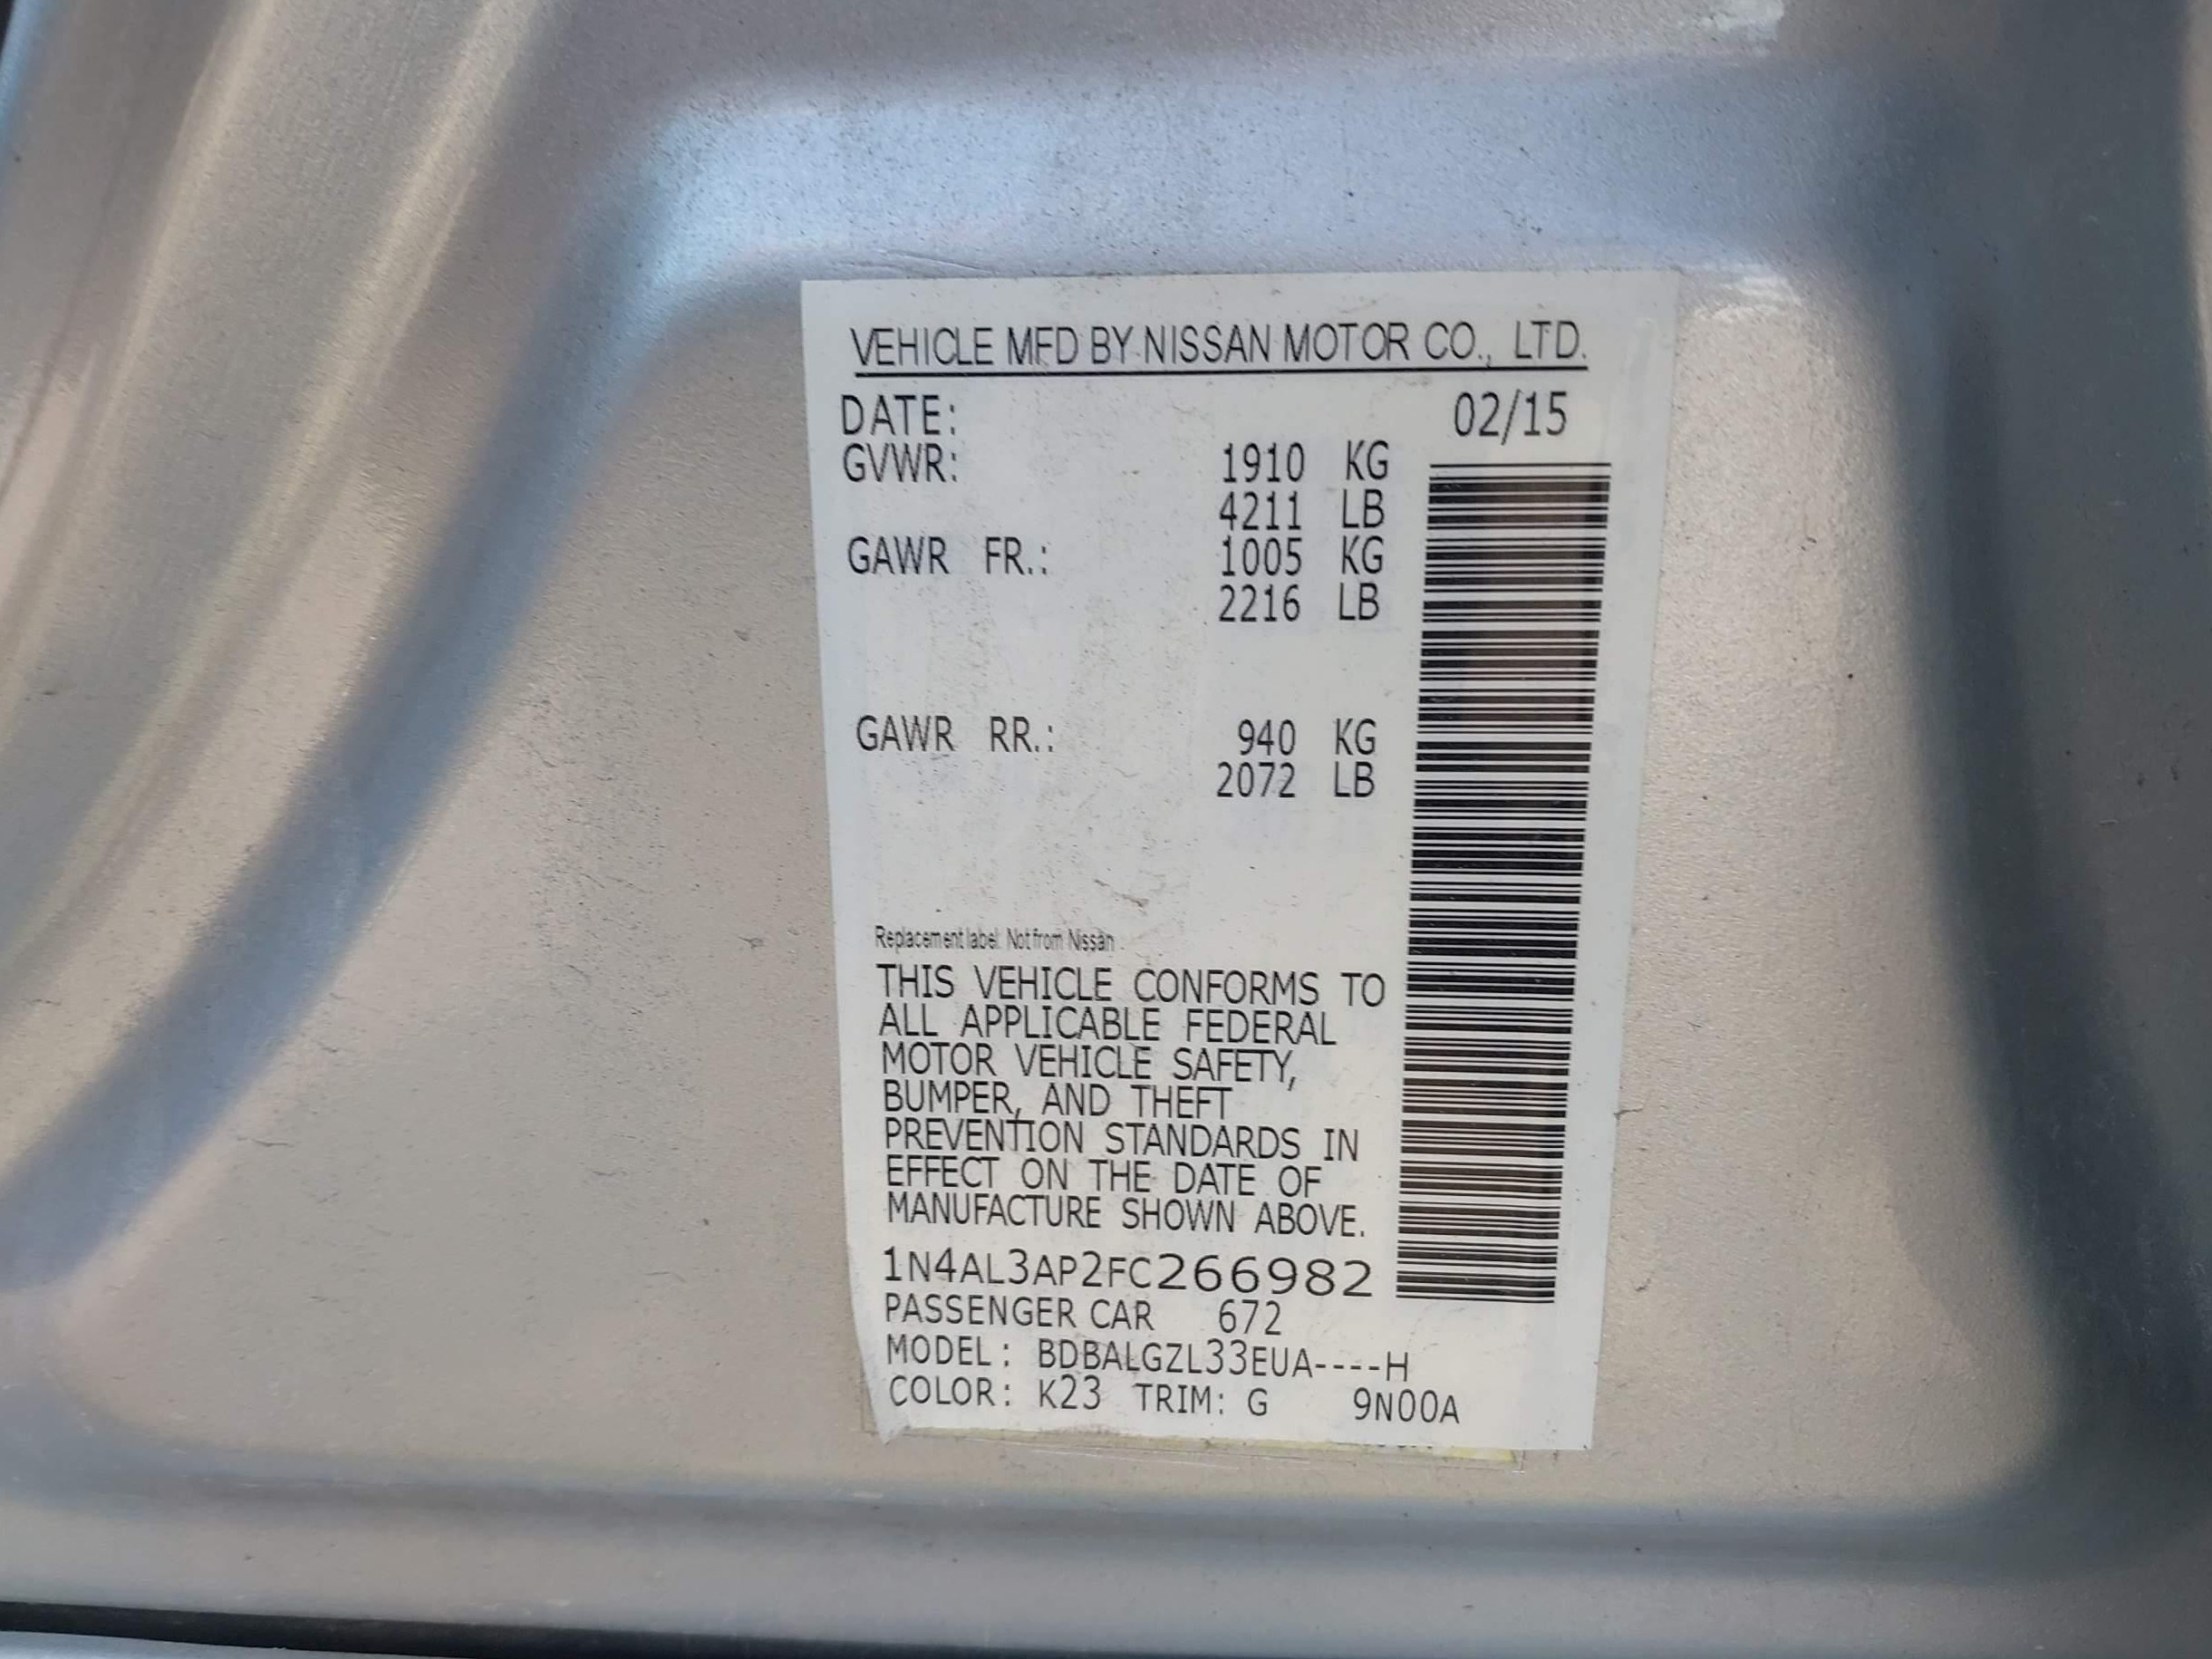 VEHICLE MFD BY NISSAN MOTOR CO., LTD.
DATE: 02/15
GVWR: 1910 KG
4211 LB
GAWR FR.: 1005 KG
2216 LB
GAWR RR.: 940 KG
2072 LB
Replacement label: Not from Nissan
THIS VEHICLE CONFORMS TO
ALL APPLICABLE FEDERAL
MOTOR VEHICLE SAFETY,
BUMPER, AND THEFT
PREVENTION STANDARDS IN
EFFECT ON THE DATE OF
MANUFACTURE SHOWN ABOVE.
1N4AL3AP2FC266982
PASSENGER CAR 672
MODEL: BDBALGZL33EUA----H
COLOR: K23 TRIM: G 9N00A